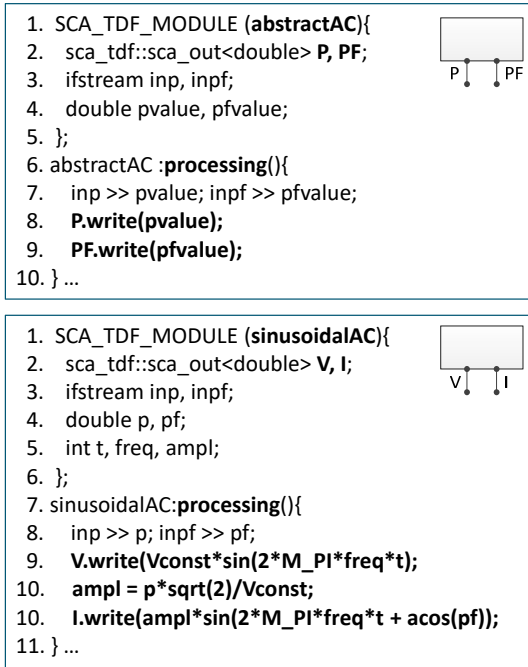 1. SCA_TDF_MODULE (abstractAC){
2. sca_tdf::sca_out<double> P, PF;
3. ifstream inp, inpf;
4. double pvalue, pfvalue;
5. };
6. abstractAC :processing(){
7. inp >> pvalue; inpf >> pfvalue;
8. P.write(pvalue);
9. PF.write(pfvalue);
10. } ...
P PF
1. SCA_TDF_MODULE (sinusoidalAC){
2. sca_tdf::sca_out<double> V, I;
3. ifstream inp, inpf;
4. double p, pf;
5. int t, freq, ampl;
6. };
7. sinusoidalAC:processing(){
8. inp >> p; inpf >> pf;
9. V.write(Vconst*sin(2*M_PI*freq*t);
10. ampl = p*sqrt(2)/Vconst;
10. I.write(ampl*sin(2*M_PI*freq*t + acos(pf));
11. } ...
V I